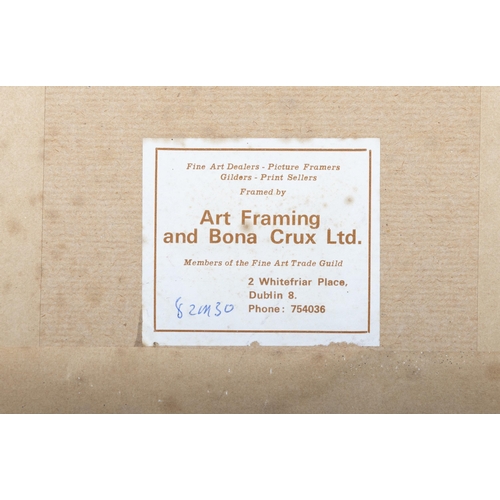 Fine Art Dealers - Picture Framers
Gilders - Print Sellers
Framed by
Art Framing
and Bona Crux Ltd.
Members of the Fine Art Trade Guild
2 Whitefriar Place,
Dublin 8.
Phone: 754036